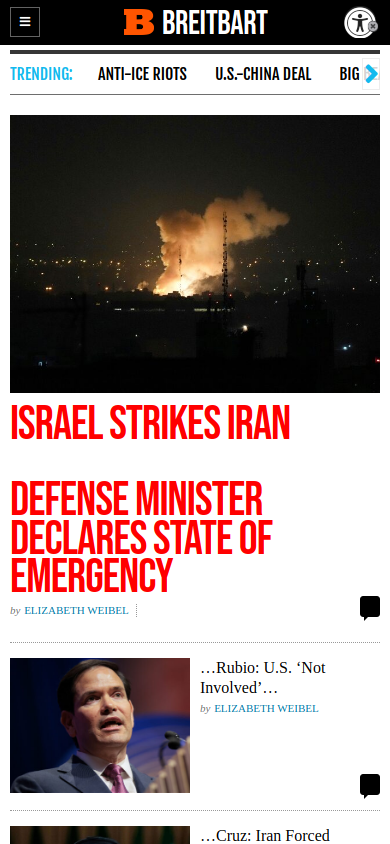 BREITBART
TRENDING:
ANTI-ICE RIOTS
U.S.-CHINA DEAL
BIG
ISRAEL STRIKES IRAN
DEFENSE MINISTER
DECLARES STATE OF
EMERGENCY
by ELIZABETH WEIBEL
…Rubio: U.S. ‘Not
Involved’…
by ELIZABETH WEIBEL
…Cruz: Iran Forced